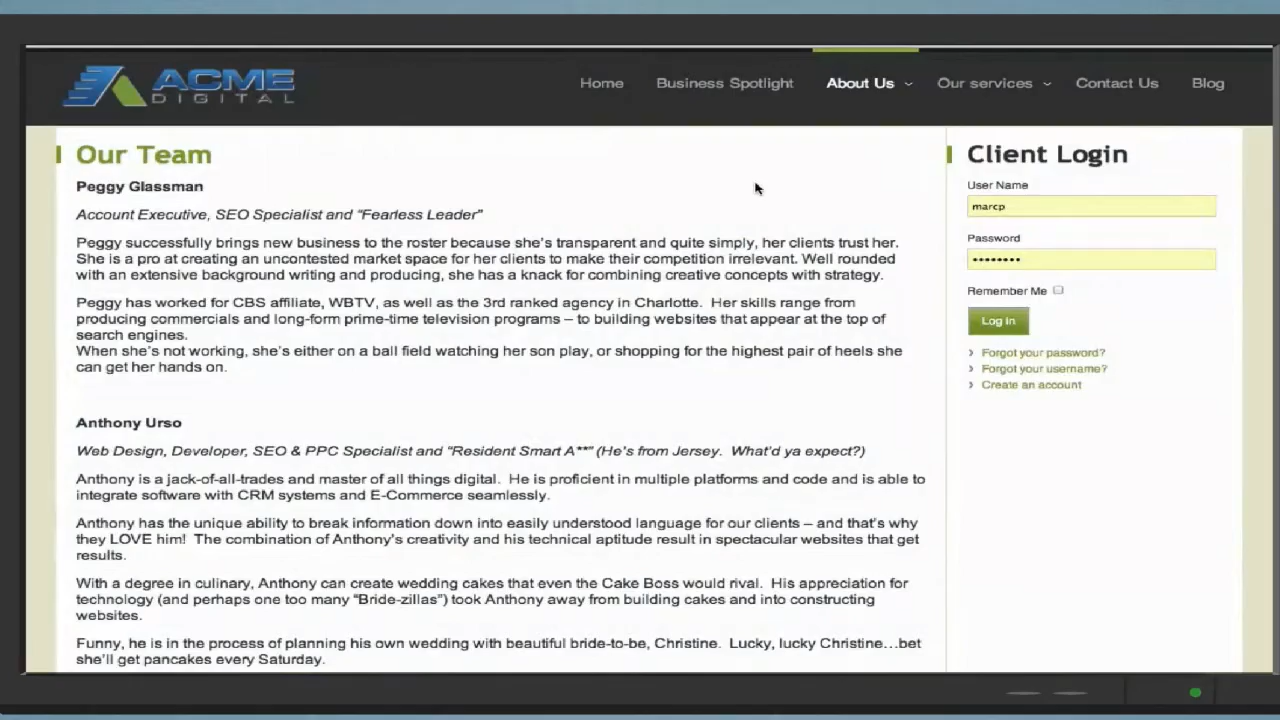 ACME
DIGITAL
Home Business Spotlight About Us Our services Contact Us Blog
Our Team
Peggy Glassman
Account Executive, SEO Specialist and “Fearless Leader”
Peggy successfully brings new business to the roster because she’s transparent and quite simply, her clients trust her.
She is a pro at creating an uncontested market space for her clients to make their competition irrelevant. Well rounded
with an extensive background writing and producing, she has a knack for combining creative concepts with strategy.
Peggy has worked for CBS affiliate, WBTV, as well as the 3rd ranked agency in Charlotte. Her skills range from
producing commercials and long-form prime-time television programs – to building websites that appear at the top of
search engines.
When she’s not working, she’s either on a ball field watching her son play, or shopping for the highest pair of heels she
can get her hands on.
Anthony Urso
Web Design, Developer, SEO & PPC Specialist and “Resident Smart A**” (He’s from Jersey. What’d ya expect?)
Anthony is a jack-of-all-trades and master of all things digital. He is proficient in multiple platforms and code and is able to
integrate software with CRM systems and E-Commerce seamlessly.
Anthony has the unique ability to break information down into easily understood language for our clients – and that’s why
they LOVE him! The combination of Anthony’s creativity and his technical aptitude result in spectacular websites that get
results.
With a degree in culinary, Anthony can create wedding cakes that even the Cake Boss would rival. His appreciation for
technology (and perhaps one too many “Bride-zillas”) took Anthony away from building cakes and into constructing
websites.
Funny, he is in the process of planning his own wedding with beautiful bride-to-be, Christine. Lucky, lucky Christine…bet
she’ll get pancakes every Saturday.
Client Login
User Name
marcp
Password
••••••••
Remember Me
Log in
Forgot your password?
Forgot your username?
Create an account